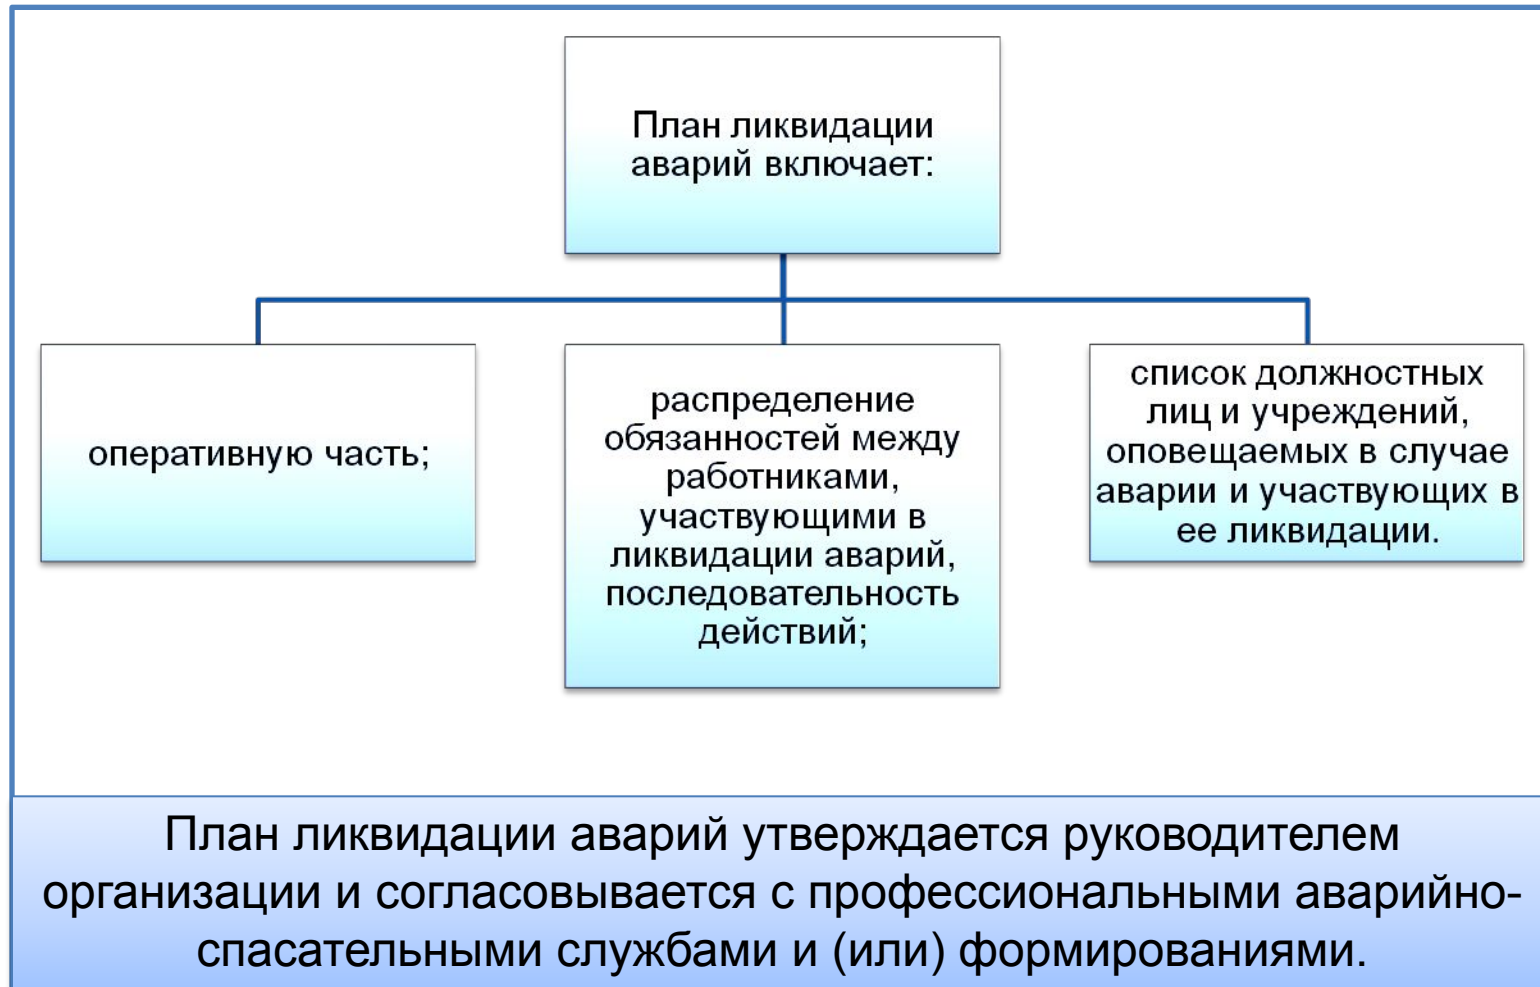 План ликвидации
аварий включает:
оперативную часть;
распределение
обязанностей между
работниками,
участвующими в
ликвидации аварий,
последовательность
действий;
список должностных
лиц и учреждений,
оповещаемых в случае
аварии и участвующих в
ее ликвидации.
План ликвидации аварий утверждается руководителем
организации и согласовывается с профессиональными аварийно-
спасательными службами и (или) формированиями.